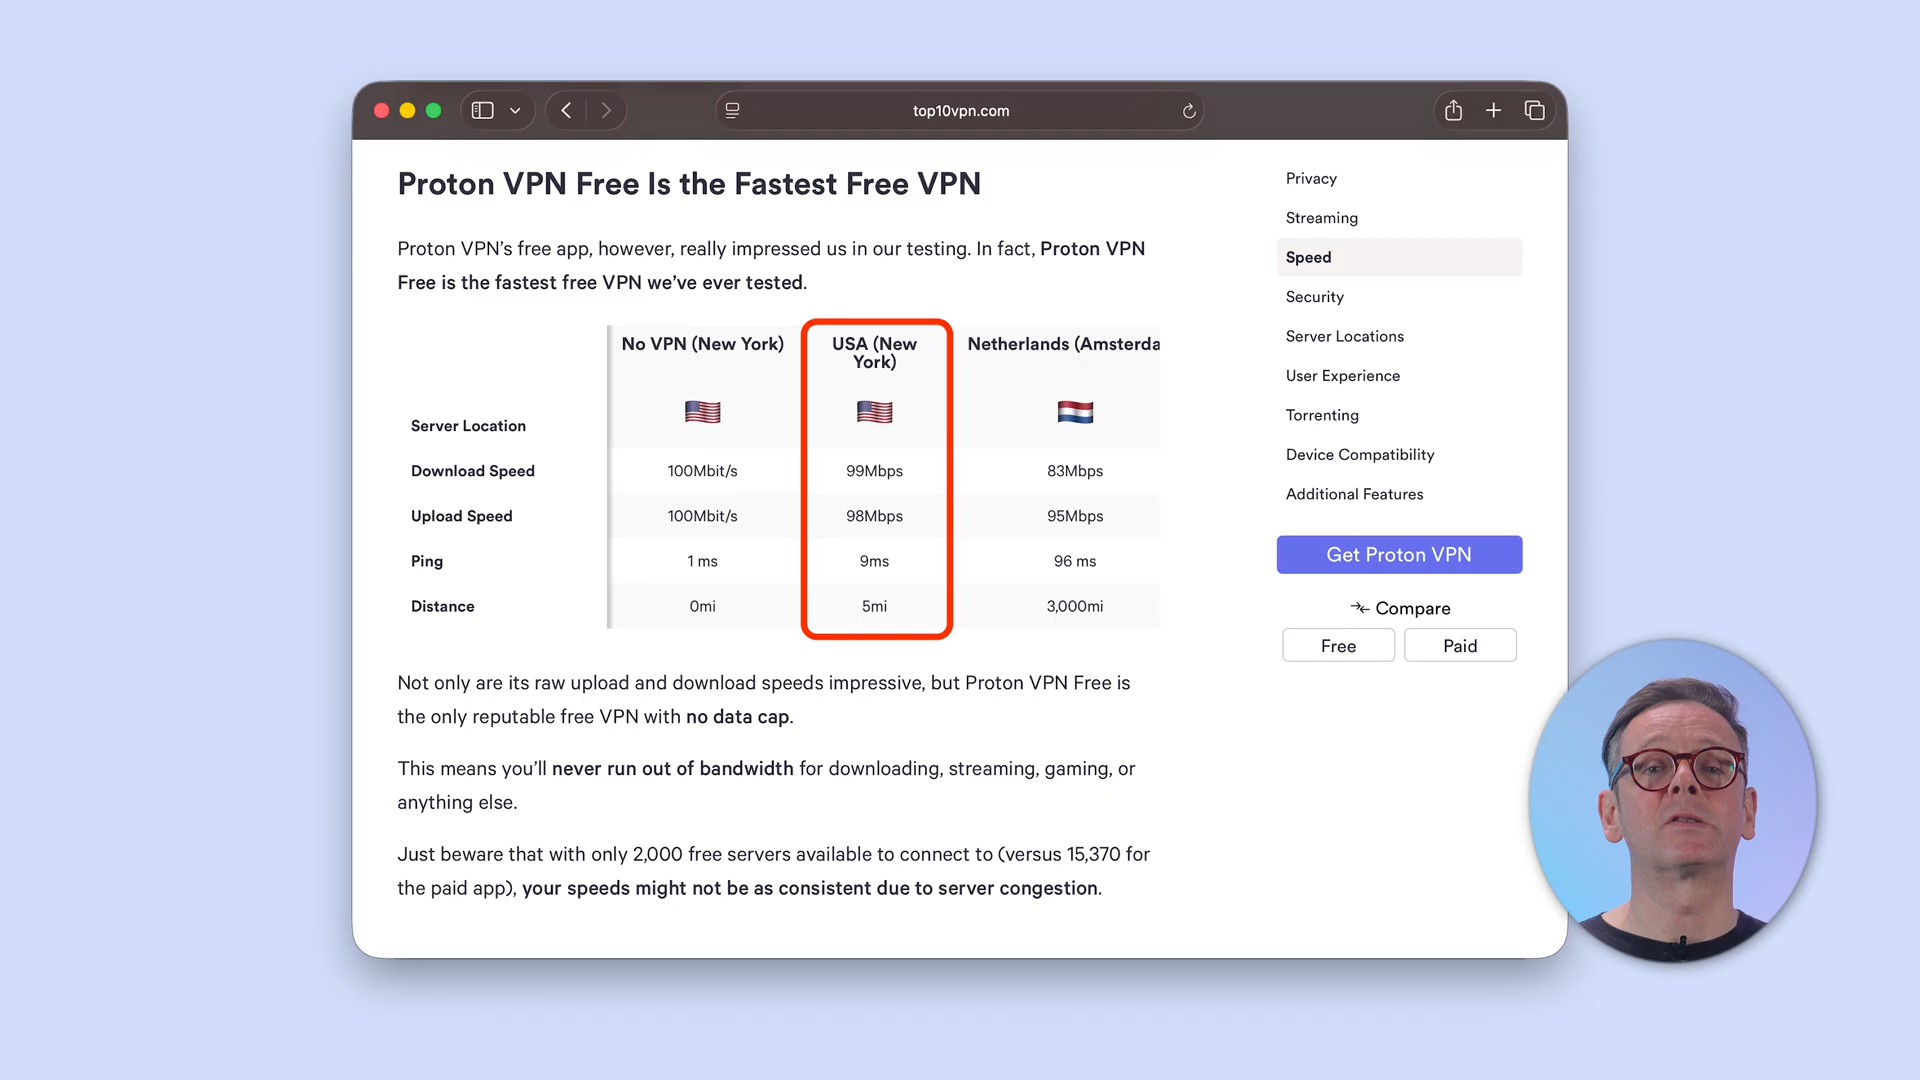 top10vpn.com
Proton VPN Free Is the Fastest Free VPN
Proton VPN’s free app, however, really impressed us in our testing. In fact, Proton VPN
Free is the fastest free VPN we’ve ever tested.
No VPN (New York)
USA (New
York)
Netherlands (Amsterda
Server Location
Download Speed 100Mbit/s 99Mbps 83Mbps
Upload Speed 100Mbit/s 98Mbps 95Mbps
Ping 1 ms 9ms 96 ms
Distance 0mi 5mi 3,000mi
Not only are its raw upload and download speeds impressive, but Proton VPN Free is
the only reputable free VPN with no data cap.
This means you’ll never run out of bandwidth for downloading, streaming, gaming, or
anything else.
Just beware that with only 2,000 free servers available to connect to (versus 15,370 for
the paid app), your speeds might not be as consistent due to server congestion.
Privacy
Streaming
Speed
Security
Server Locations
User Experience
Torrenting
Device Compatibility
Additional Features
Get Proton VPN
Compare
Free Paid